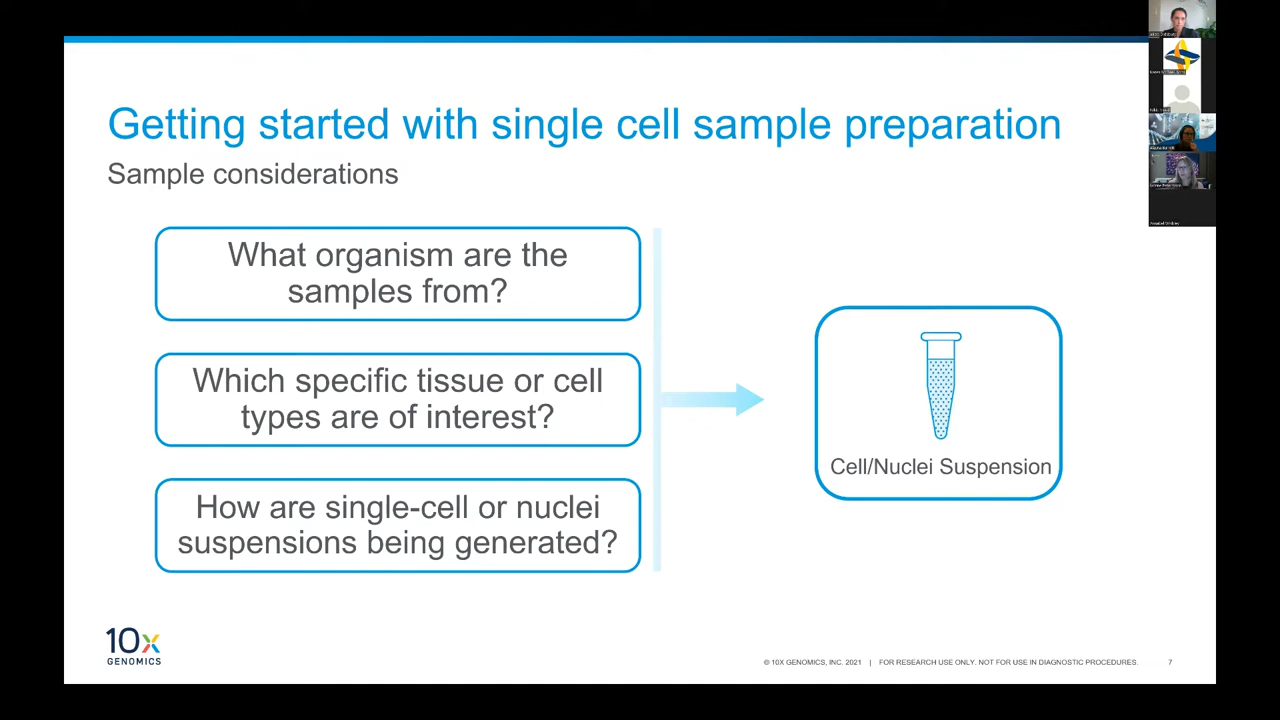 Getting started with single cell sample preparation
Sample considerations
What organism are the
samples from?
Which specific tissue or cell
types are of interest?
How are single-cell or nuclei
suspensions being generated?
Cell/Nuclei Suspension
10x
GENOMICS
© 10X GENOMICS, INC. 2021 | FOR RESEARCH USE ONLY. NOT FOR USE IN DIAGNOSTIC PROCEDURES.
7